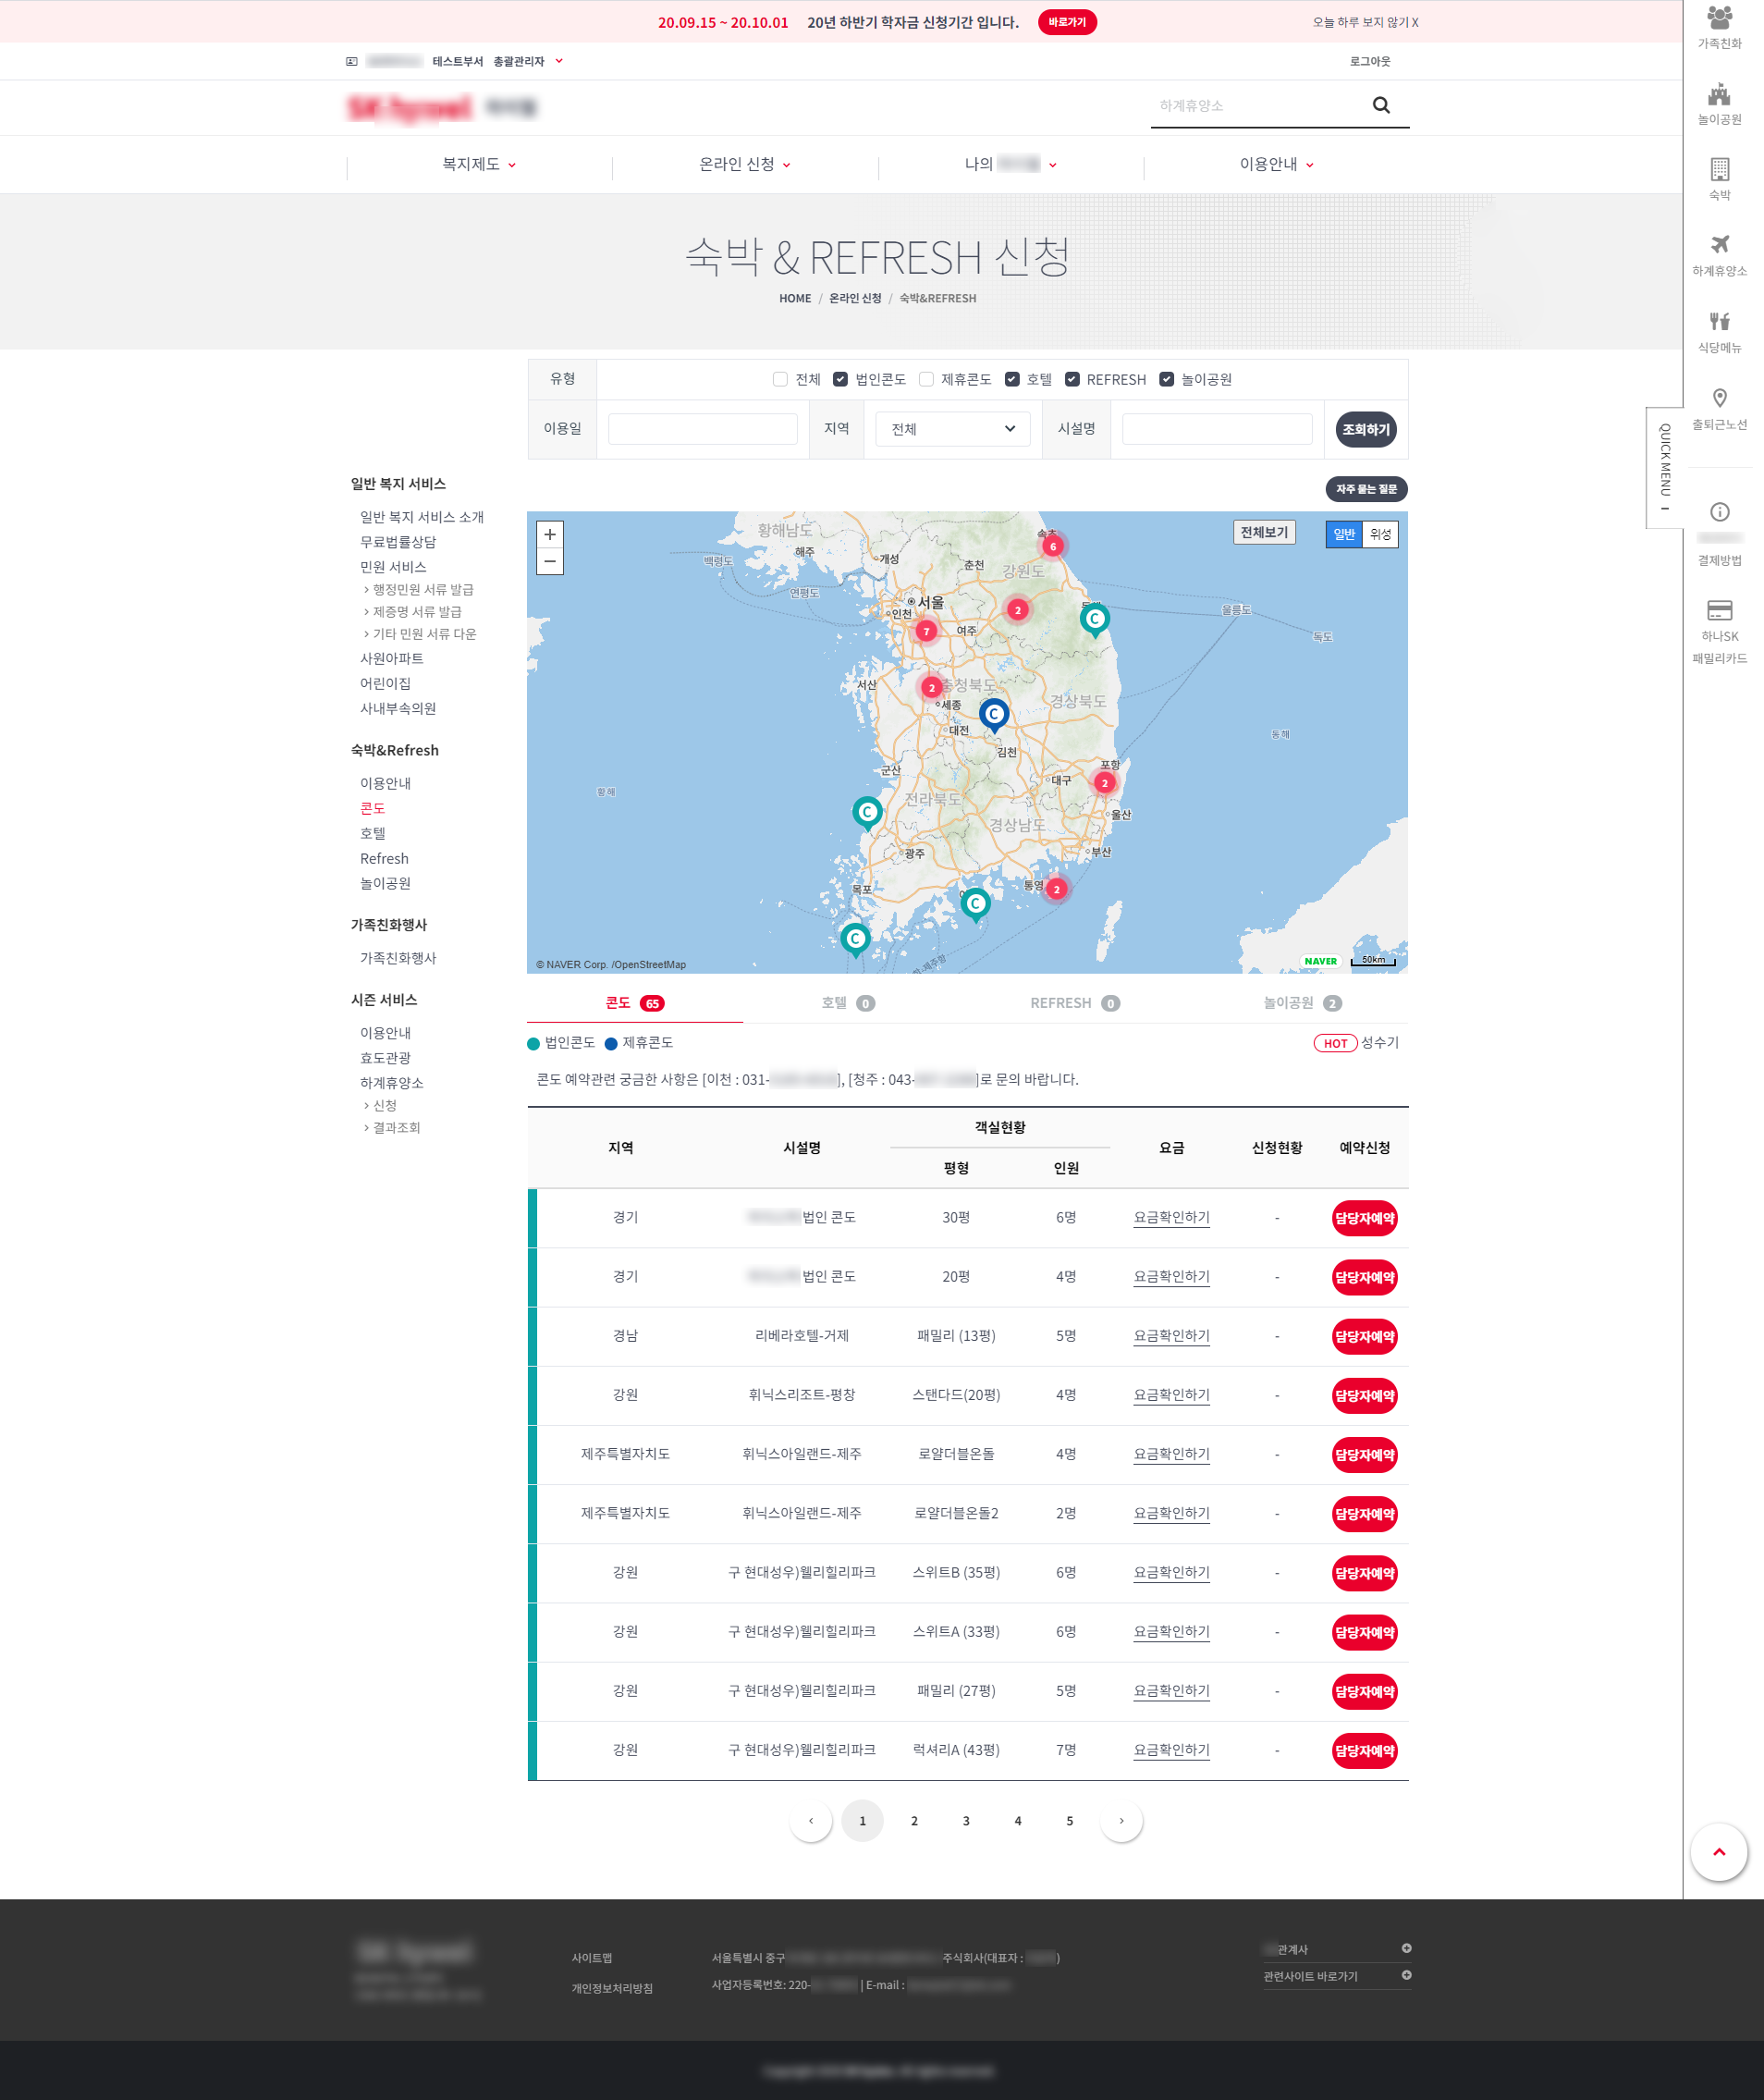 20.09.15 ~ 20.10.01 20년 하반기 학자금 신청기간 입니다. 바로가기 오늘 하루 보지 않기 X
테스트부서 총괄관리자 로그아웃
하계휴양소
복지제도 온라인 신청 나의 이용안내
숙박 & REFRESH 신청
HOME / 온라인 신청 / 숙박&REFRESH
유형 전체 법인콘도 제휴콘도 호텔 REFRESH 놀이공원
이용일 지역 전체 시설명 조회하기
자주 묻는 질문
일반 복지 서비스
일반 복지 서비스 소개
무료법률상담
민원 서비스
> 행정민원 서류 발급
> 제증명 서류 발급
> 기타 민원 서류 다운
사원아파트
어린이집
사내부속의원
숙박&Refresh
이용안내
콘도
호텔
Refresh
놀이공원
가족친화행사
가족친화행사
시즌 서비스
이용안내
효도관광
하계휴양소
> 신청
> 결과조회
+
−
전체보기 일반 위성
황해남도
속초
6
해주
개성
백령도
춘천
강원도
연평도
서울
인천
2
울릉도
C
7
여주
독도
서산
2
충청북도
세종
경상북도
C
대전
동해
김천
포항
군산
대구
2
황해
전라북도
C
울산
경상남도
광주
부산
목포
통영
2
C
C
제주항
© NAVER Corp. /OpenStreetMap
NAVER 50km
콘도 65 호텔 0 REFRESH 0 놀이공원 2
법인콘도 제휴콘도 HOT 성수기
콘도 예약관련 궁금한 사항은 [이천 : 031- ], [청주 : 043- ]로 문의 바랍니다.
지역 시설명 객실현황 요금 신청현황 예약신청
평형 인원
경기 법인 콘도 30평 6명 요금확인하기 - 담당자예약
경기 법인 콘도 20평 4명 요금확인하기 - 담당자예약
경남 리베라호텔-거제 패밀리 (13평) 5명 요금확인하기 - 담당자예약
강원 휘닉스리조트-평창 스탠다드(20평) 4명 요금확인하기 - 담당자예약
제주특별자치도 휘닉스아일랜드-제주 로얄더블온돌 4명 요금확인하기 - 담당자예약
제주특별자치도 휘닉스아일랜드-제주 로얄더블온돌2 2명 요금확인하기 - 담당자예약
강원 구 현대성우)웰리힐리파크 스위트B (35평) 6명 요금확인하기 - 담당자예약
강원 구 현대성우)웰리힐리파크 스위트A (33평) 6명 요금확인하기 - 담당자예약
강원 구 현대성우)웰리힐리파크 패밀리 (27평) 5명 요금확인하기 - 담당자예약
강원 구 현대성우)웰리힐리파크 럭셔리A (43평) 7명 요금확인하기 - 담당자예약
‹ 1 2 3 4 5 ›
가족친화
놀이공원
숙박
하계휴양소
식당메뉴
출퇴근노선
QUICK MENU
결제방법
하나SK
패밀리카드
사이트맵
개인정보처리방침
서울특별시 중구 주식회사(대표자 : )
사업자등록번호: 220- | E-mail :
관계사
관련사이트 바로가기